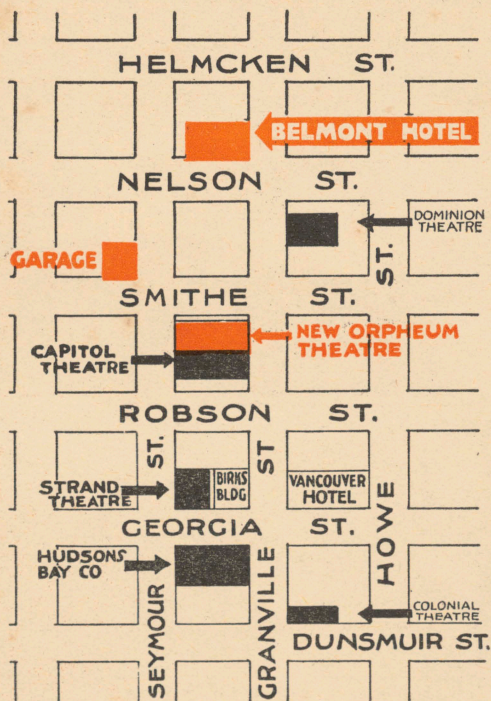 HELMCKEN ST.
BELMONT HOTEL
NELSON ST.
DOMINION
THEATRE
GARAGE
ST.
SMITHE ST.
NEW ORPHEUM
THEATRE
CAPITOL
THEATRE
ROBSON ST.
ST.
ST
STRAND
THEATRE
BIRKS
BLDG
VANCOUVER
HOTEL
HOWE
GEORGIA ST.
HUDSONS
BAY CO
SEYMOUR
GRANVILLE
COLONIAL
THEATRE
DUNSMUIR ST.